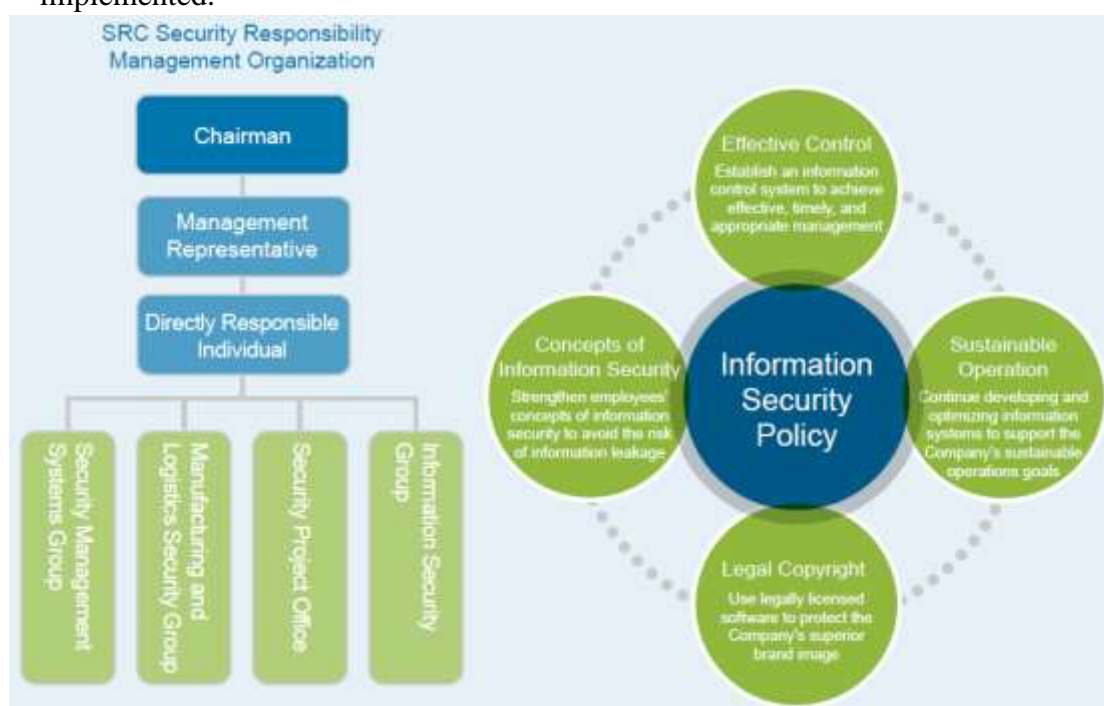 implemented.
SRC Security Responsibility
Management Organization
Chairman
Management
Representative
Directly Responsible
Individual
Security Management
Systems Group
Manufacturing and
Logistics Security Group
Security Project Office
Information Security
Group
Effective Control
Establish an information
control system to achieve
effective, timely, and
appropriate management
Concepts of
Information Security
Strengthen employees'
concepts of information
security to avoid the risk
of information leakage
Information
Security
Policy
Sustainable
Operation
Continue developing and
optimizing information
systems to support the
Company's sustainable
operations goals
Legal Copyright
Use legally licensed
software to protect the
Company's superior
brand image